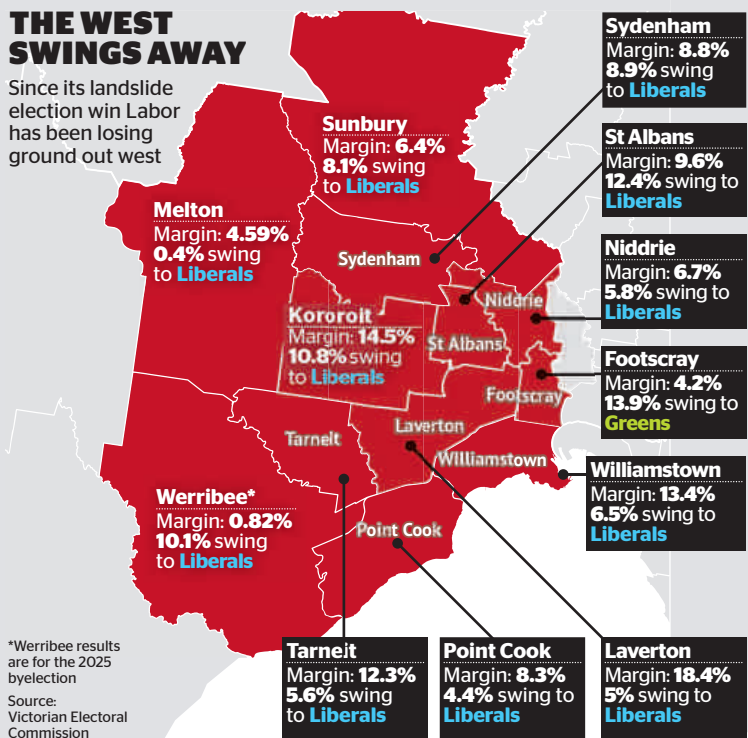 THE WEST
SWINGS AWAY
Since its landslide
election win Labor
has been losing
ground out west
Sunbury
Margin: 6.4%
8.1% swing
to Liberals
Melton
Margin: 4.59%
0.4% swing
to Liberals
Sydenham
Kororoit
Margin: 14.5%
10.8% swing
to Liberals
St Albans
Niddrie
Footscray
Tarneit
Laverton
Williamstown
Werribee*
Margin: 0.82%
10.1% swing
to Liberals
Point Cook
Sydenham
Margin: 8.8%
8.9% swing
to Liberals
St Albans
Margin: 9.6%
12.4% swing to
Liberals
Niddrie
Margin: 6.7%
5.8% swing to
Liberals
Footscray
Margin: 4.2%
13.9% swing to
Greens
Williamstown
Margin: 13.4%
6.5% swing to
Liberals
Tarneit
Margin: 12.3%
5.6% swing
to Liberals
Point Cook
Margin: 8.3%
4.4% swing to
Liberals
Laverton
Margin: 18.4%
5% swing to
Liberals
*Werribee results
are for the 2025
byelection
Source:
Victorian Electoral
Commission